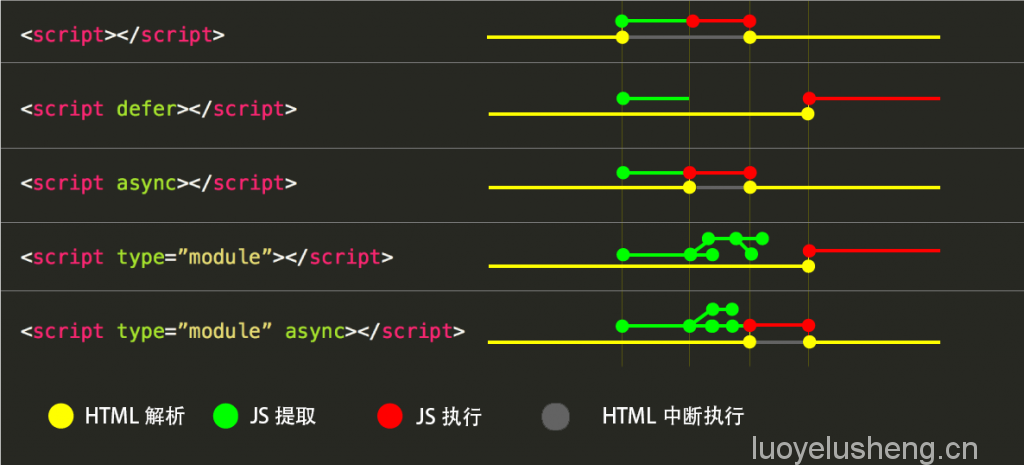 <script></script>
<script defer></script>
<script async></script>
<script type=”module”></script>
<script type=”module” async></script>
HTML 解析 JS 提取 JS 执行 HTML 中断执行
luoyelusheng.cn